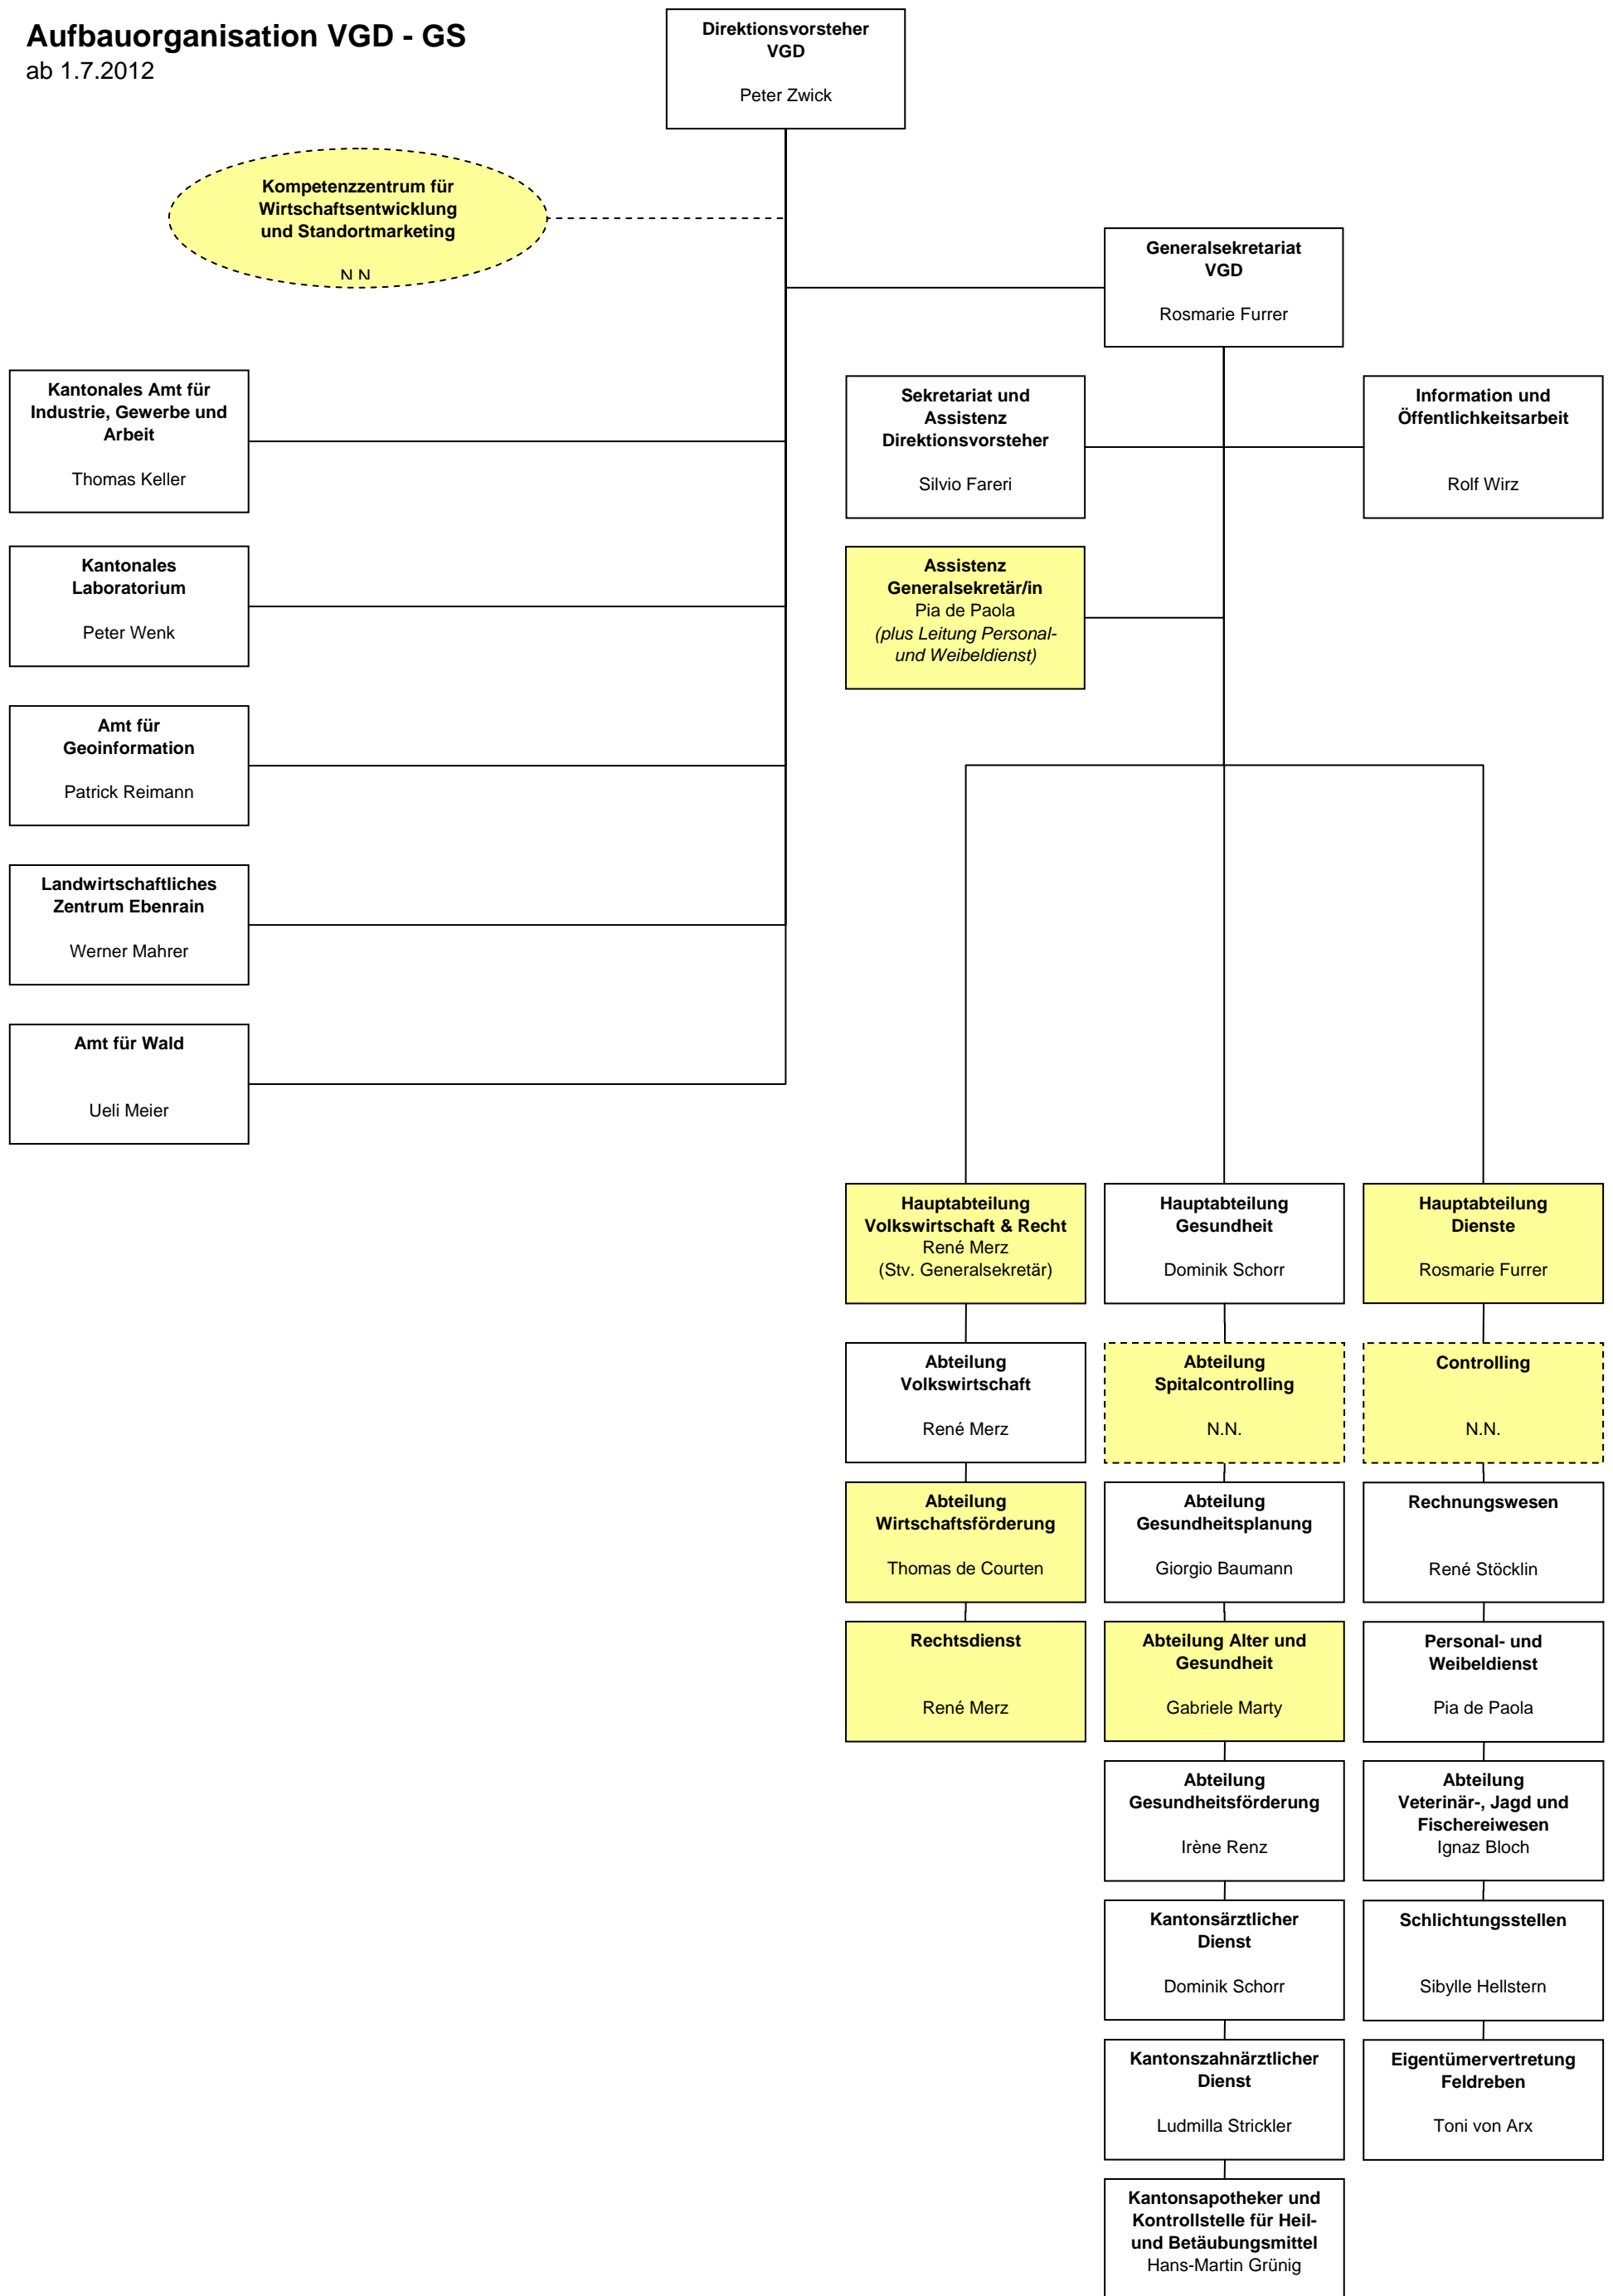 Aufbauorganisation VGD - GS
ab 1.7.2012
Direktionsvorsteher
VGD
Peter Zwick
Kompetenzzentrum für
Wirtschaftsentwicklung
und Standortmarketing
N N
Generalsekretariat
VGD
Rosmarie Furrer
Kantonales Amt für
Industrie, Gewerbe und
Arbeit
Thomas Keller
Sekretariat und
Assistenz
Direktionsvorsteher
Silvio Fareri
Information und
Öffentlichkeitsarbeit
Rolf Wirz
Kantonales
Laboratorium
Peter Wenk
Assistenz
Generalsekretär/in
Pia de Paola
(plus Leitung Personal-
und Weibeldienst)
Amt für
Geoinformation
Patrick Reimann
Landwirtschaftliches
Zentrum Ebenrain
Werner Mahrer
Amt für Wald
Ueli Meier
Hauptabteilung
Volkswirtschaft & Recht
René Merz
(Stv. Generalsekretär)
Hauptabteilung
Gesundheit
Dominik Schorr
Hauptabteilung
Dienste
Rosmarie Furrer
Abteilung
Volkswirtschaft
René Merz
Abteilung
Spitalcontrolling
N.N.
Controlling
N.N.
Abteilung
Wirtschaftsförderung
Thomas de Courten
Abteilung
Gesundheitsplanung
Giorgio Baumann
Rechnungswesen
René Stöcklin
Rechtsdienst
René Merz
Abteilung Alter und
Gesundheit
Gabriele Marty
Personal- und
Weibeldienst
Pia de Paola
Abteilung
Gesundheitsförderung
Irène Renz
Abteilung
Veterinär-, Jagd und
Fischereiwesen
Ignaz Bloch
Kantonsärztlicher
Dienst
Dominik Schorr
Schlichtungsstellen
Sibylle Hellstern
Kantonszahnärztlicher
Dienst
Ludmilla Strickler
Eigentümervertretung
Feldreben
Toni von Arx
Kantonsapotheker und
Kontrollstelle für Heil-
und Betäubungsmittel
Hans-Martin Grünig